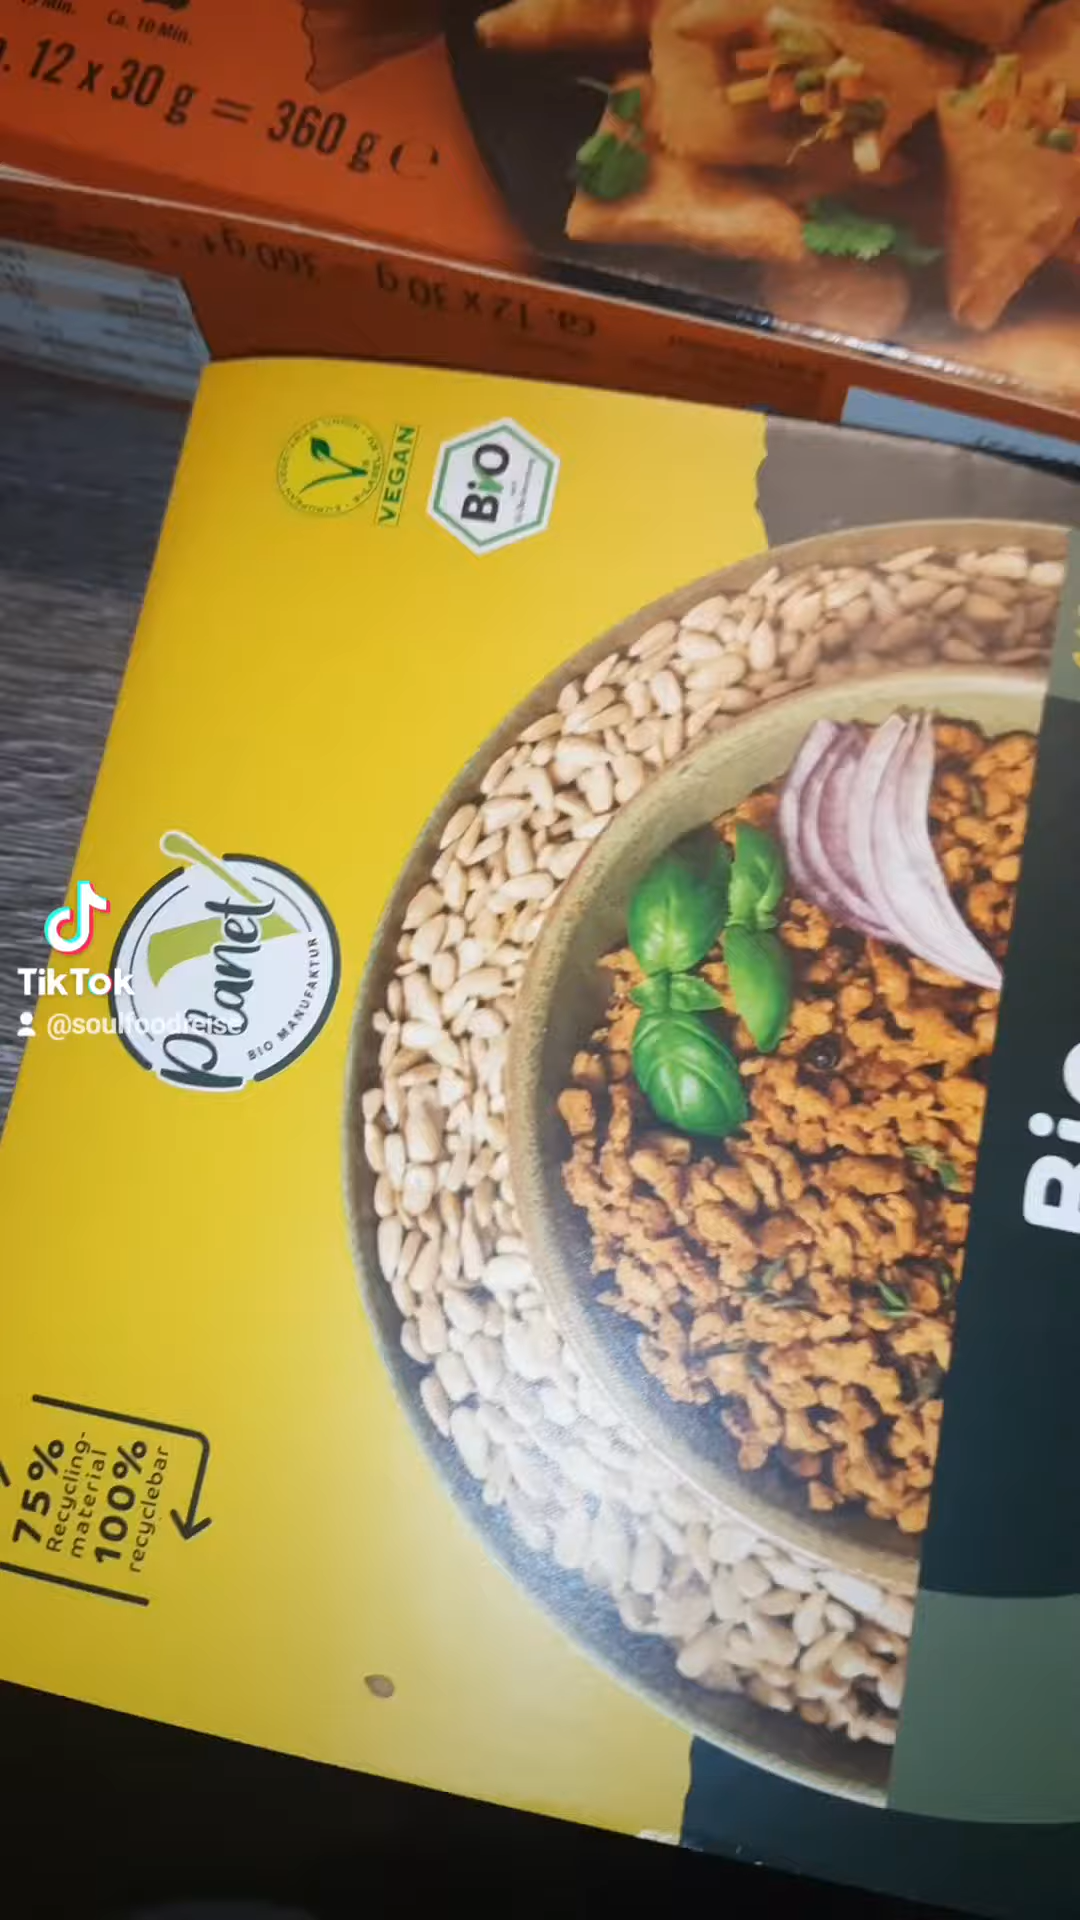 Ca. 10 Min.
12 x 30 g = 360 g ℮
ca. 12 x 30 g
360 g
VEGAN
Bio
Planet V
BIO MANUFAKTUR
TikTok
@soulfoodreise
75%
Recycling-
material
100%
recyclebar
Bio